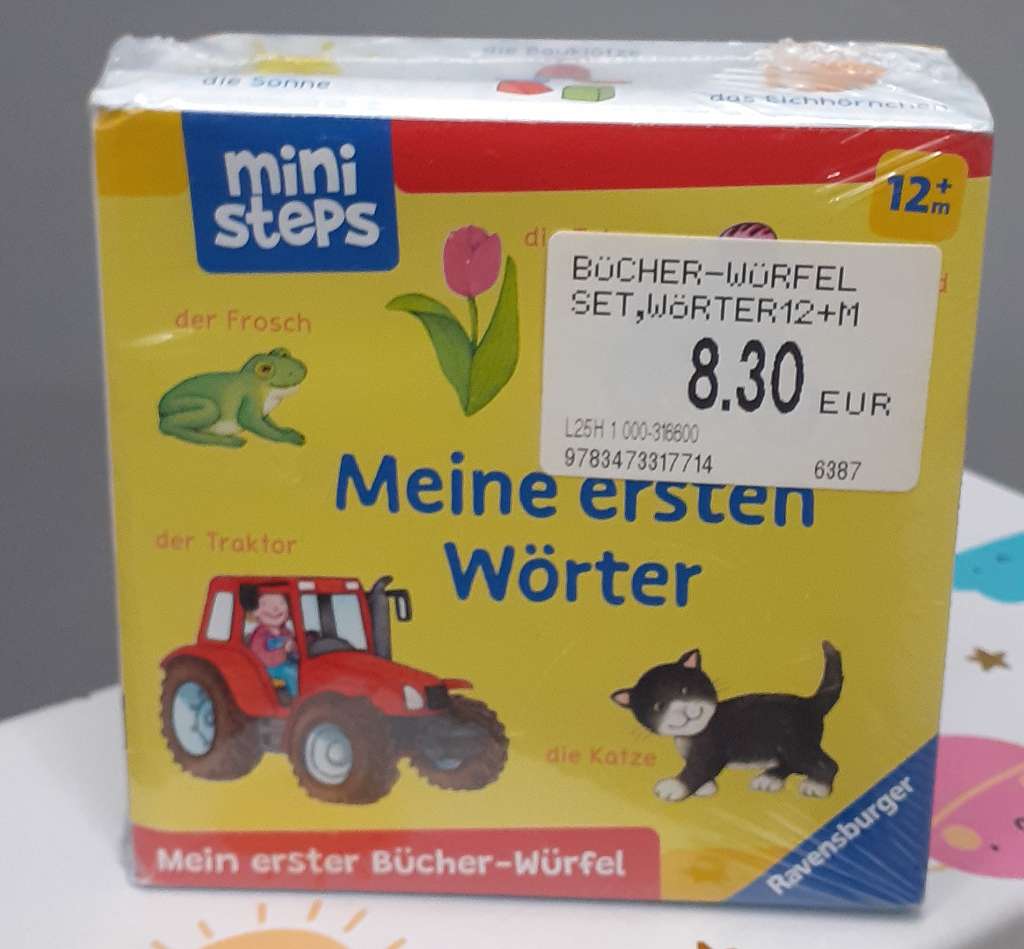 die Bauklötze
die Sonne
das Eichhörnchen
mini
steps
12+
m
BÜCHER-WÜRFEL
SET,WÖRTER12+M
8.30 EUR
L25H 1 000-316600
9783473317714 6387
der Frosch
Meine ersten
Wörter
der Traktor
die Katze
Mein erster Bücher-Würfel
Ravensburger